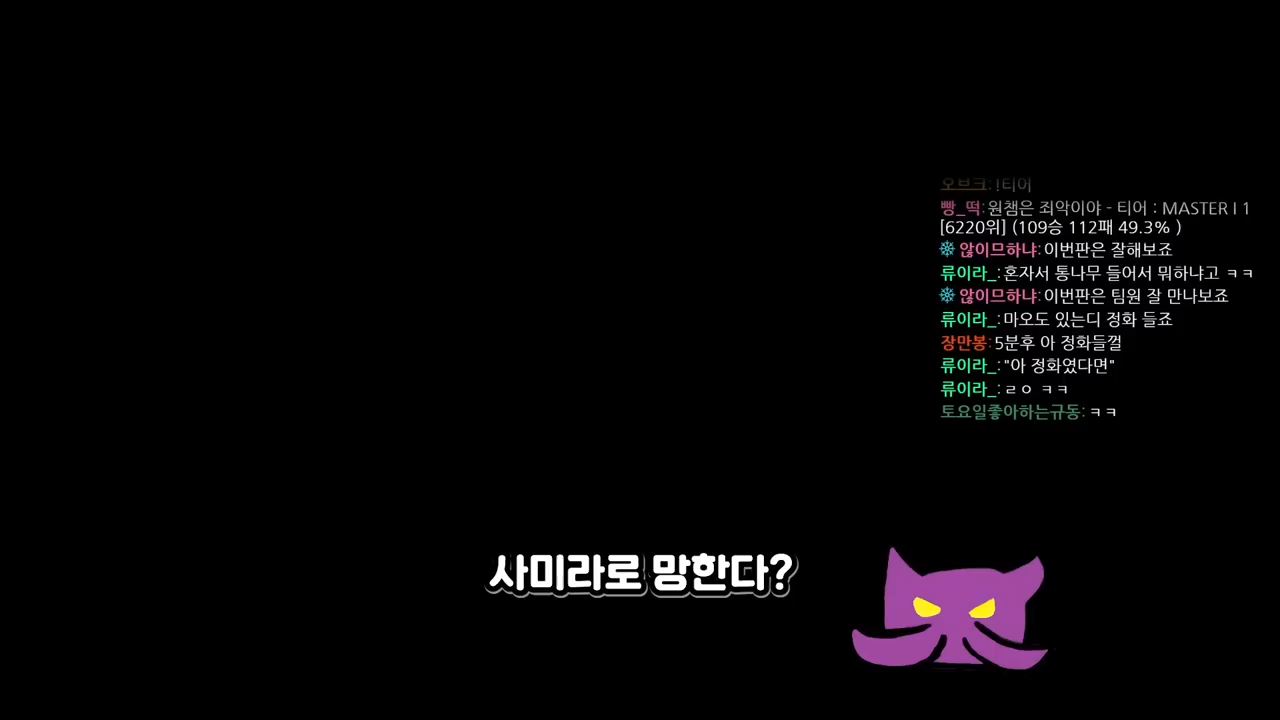 오브크: !티어
빵_떡: 원챔은 죄악이야 - 티어 : MASTER I 1
[6220위] (109승 112패 49.3% )
않이므하냐: 이번판은 잘해보죠
류이라_: 혼자서 통나무 들어서 뭐하냐고 ㅋㅋ
않이므하냐: 이번판은 팀원 잘 만나보죠
류이라_: 마오도 있는디 정화 들죠
장만봉: 5분후 아 정화들껄
류이라_: "아 정화였다면"
류이라_: ㄹㅇ ㅋㅋ
토요일좋아하는규동: ㅋㅋ
사미라로 망한다?